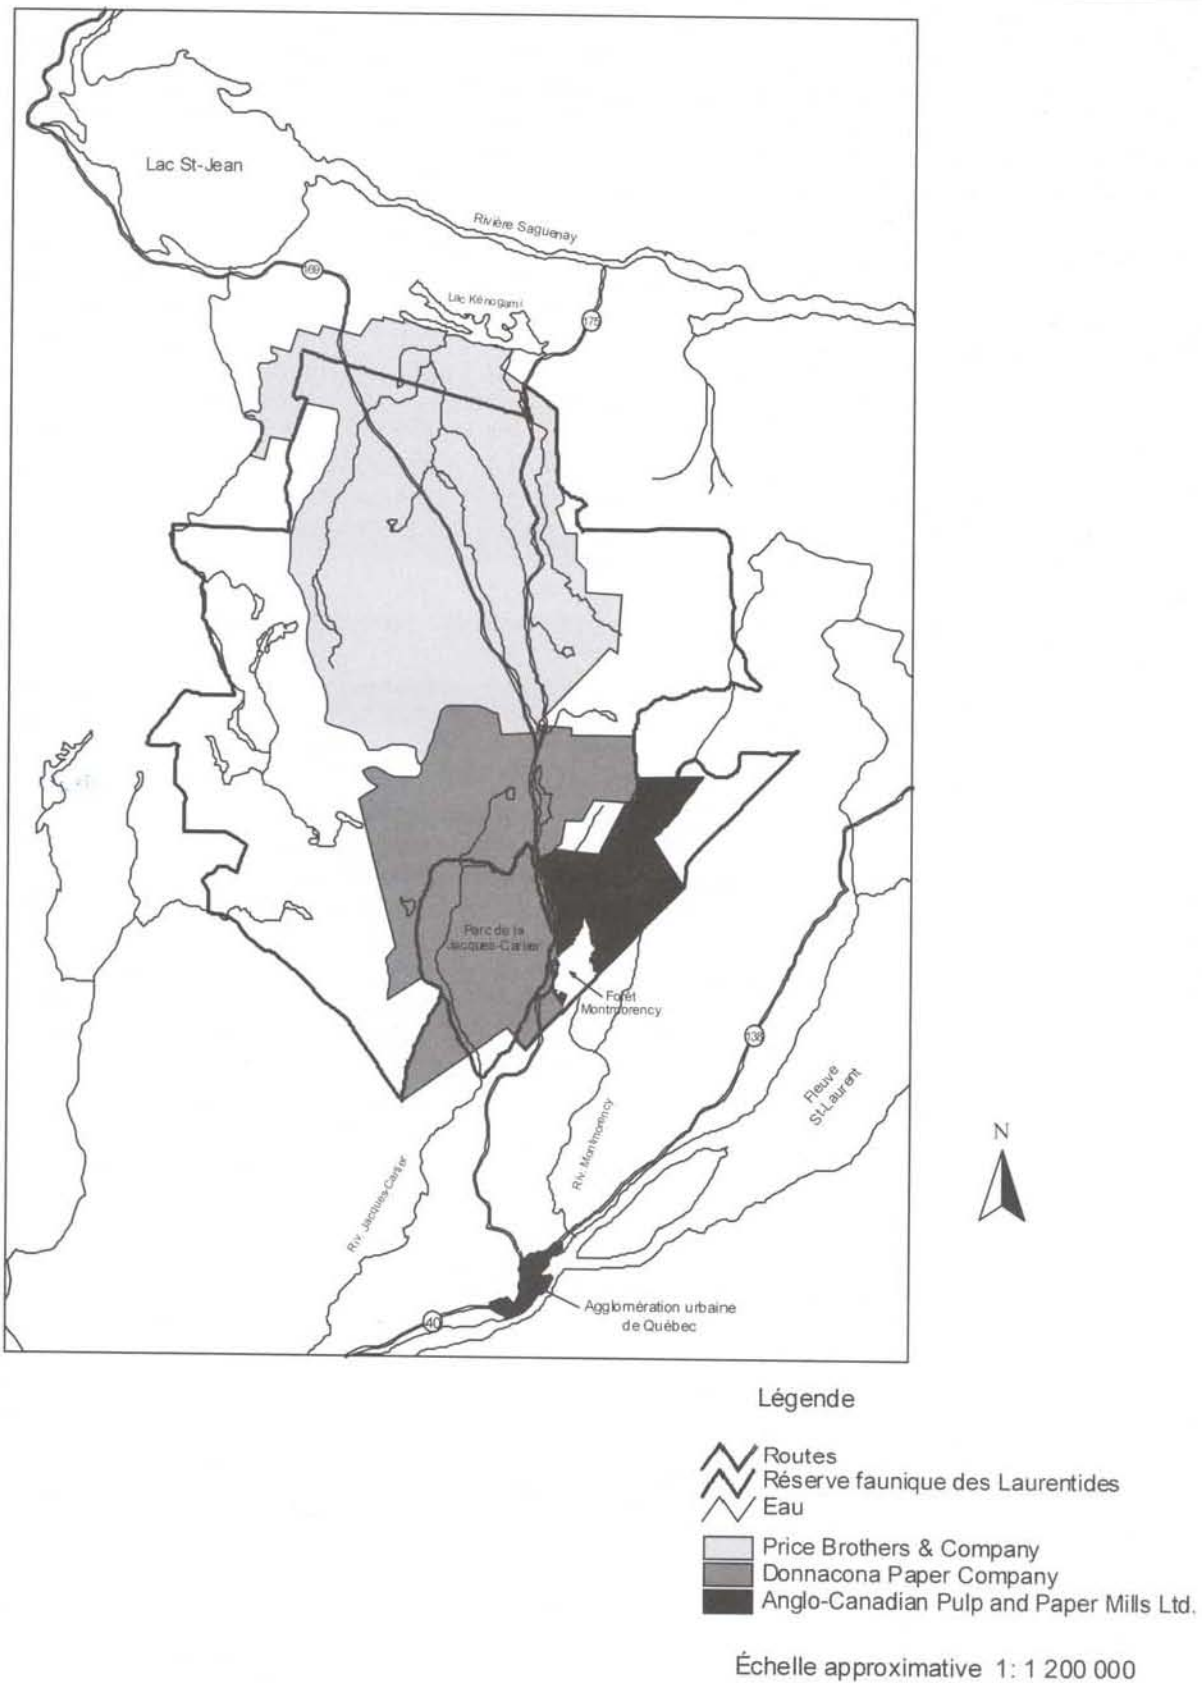 Lac St-Jean
Rivière Saguenay
169
Lac Kénogami
175
Parc de la
Jacques-Cartier
Forêt
Montmorency
138
Fleuve
St-Laurent
N
Riv. Montmorency
Riv. Jacques-Cartier
Agglomération urbaine
de Québec
40
Légende
Routes
Réserve faunique des Laurentides
Eau
Price Brothers & Company
Donnacona Paper Company
Anglo-Canadian Pulp and Paper Mills Ltd.
Échelle approximative 1: 1 200 000